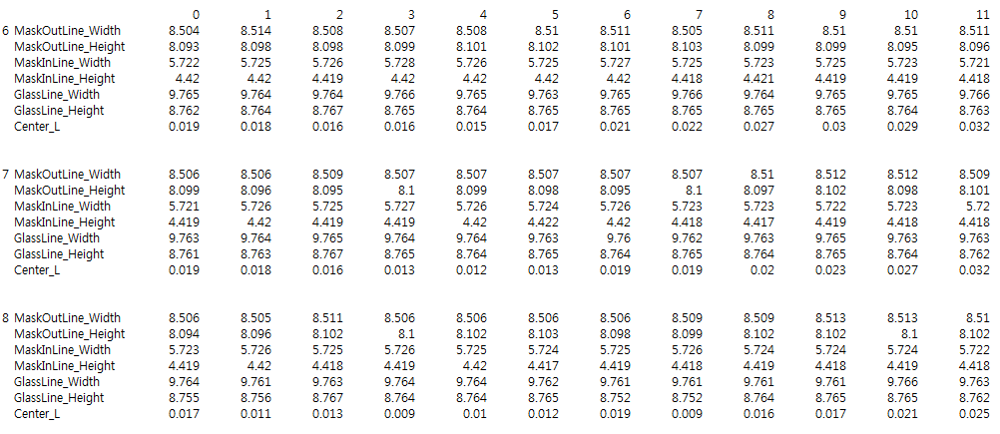 0 1 2 3 4 5 6 7 8 9 10 11
6 MaskOutLine_Width 8.504 8.514 8.508 8.507 8.508 8.51 8.511 8.505 8.511 8.51 8.51 8.511
MaskOutLine_Height 8.093 8.098 8.098 8.099 8.101 8.102 8.101 8.103 8.099 8.099 8.095 8.096
MaskInLine_Width 5.722 5.725 5.726 5.728 5.726 5.725 5.727 5.725 5.723 5.725 5.723 5.721
MaskInLine_Height 4.42 4.42 4.419 4.42 4.42 4.42 4.42 4.418 4.421 4.419 4.419 4.418
GlassLine_Width 9.765 9.764 9.764 9.766 9.765 9.763 9.765 9.766 9.764 9.765 9.765 9.766
GlassLine_Height 8.762 8.764 8.767 8.765 8.764 8.765 8.765 8.765 8.765 8.765 8.764 8.763
Center_L 0.019 0.018 0.016 0.016 0.015 0.017 0.021 0.022 0.027 0.03 0.029 0.032
7 MaskOutLine_Width 8.506 8.506 8.509 8.507 8.507 8.507 8.507 8.507 8.51 8.512 8.512 8.509
MaskOutLine_Height 8.099 8.096 8.095 8.1 8.099 8.098 8.095 8.1 8.097 8.102 8.098 8.101
MaskInLine_Width 5.721 5.726 5.725 5.727 5.726 5.724 5.726 5.723 5.723 5.722 5.723 5.72
MaskInLine_Height 4.419 4.42 4.419 4.419 4.42 4.422 4.42 4.418 4.417 4.419 4.418 4.418
GlassLine_Width 9.763 9.764 9.765 9.764 9.764 9.763 9.76 9.762 9.763 9.765 9.763 9.763
GlassLine_Height 8.761 8.763 8.767 8.765 8.764 8.765 8.764 8.765 8.764 8.765 8.764 8.762
Center_L 0.019 0.018 0.016 0.013 0.012 0.013 0.019 0.019 0.02 0.023 0.027 0.032
8 MaskOutLine_Width 8.506 8.505 8.511 8.506 8.506 8.506 8.506 8.509 8.509 8.513 8.513 8.51
MaskOutLine_Height 8.094 8.096 8.102 8.1 8.102 8.103 8.098 8.099 8.102 8.102 8.1 8.102
MaskInLine_Width 5.723 5.726 5.725 5.726 5.725 5.724 5.725 5.726 5.724 5.724 5.724 5.722
MaskInLine_Height 4.419 4.42 4.418 4.419 4.42 4.417 4.419 4.418 4.419 4.418 4.419 4.418
GlassLine_Width 9.764 9.761 9.763 9.764 9.764 9.762 9.761 9.761 9.761 9.761 9.766 9.763
GlassLine_Height 8.755 8.756 8.767 8.764 8.764 8.765 8.752 8.752 8.764 8.765 8.765 8.762
Center_L 0.017 0.011 0.013 0.009 0.01 0.012 0.019 0.009 0.016 0.017 0.021 0.025